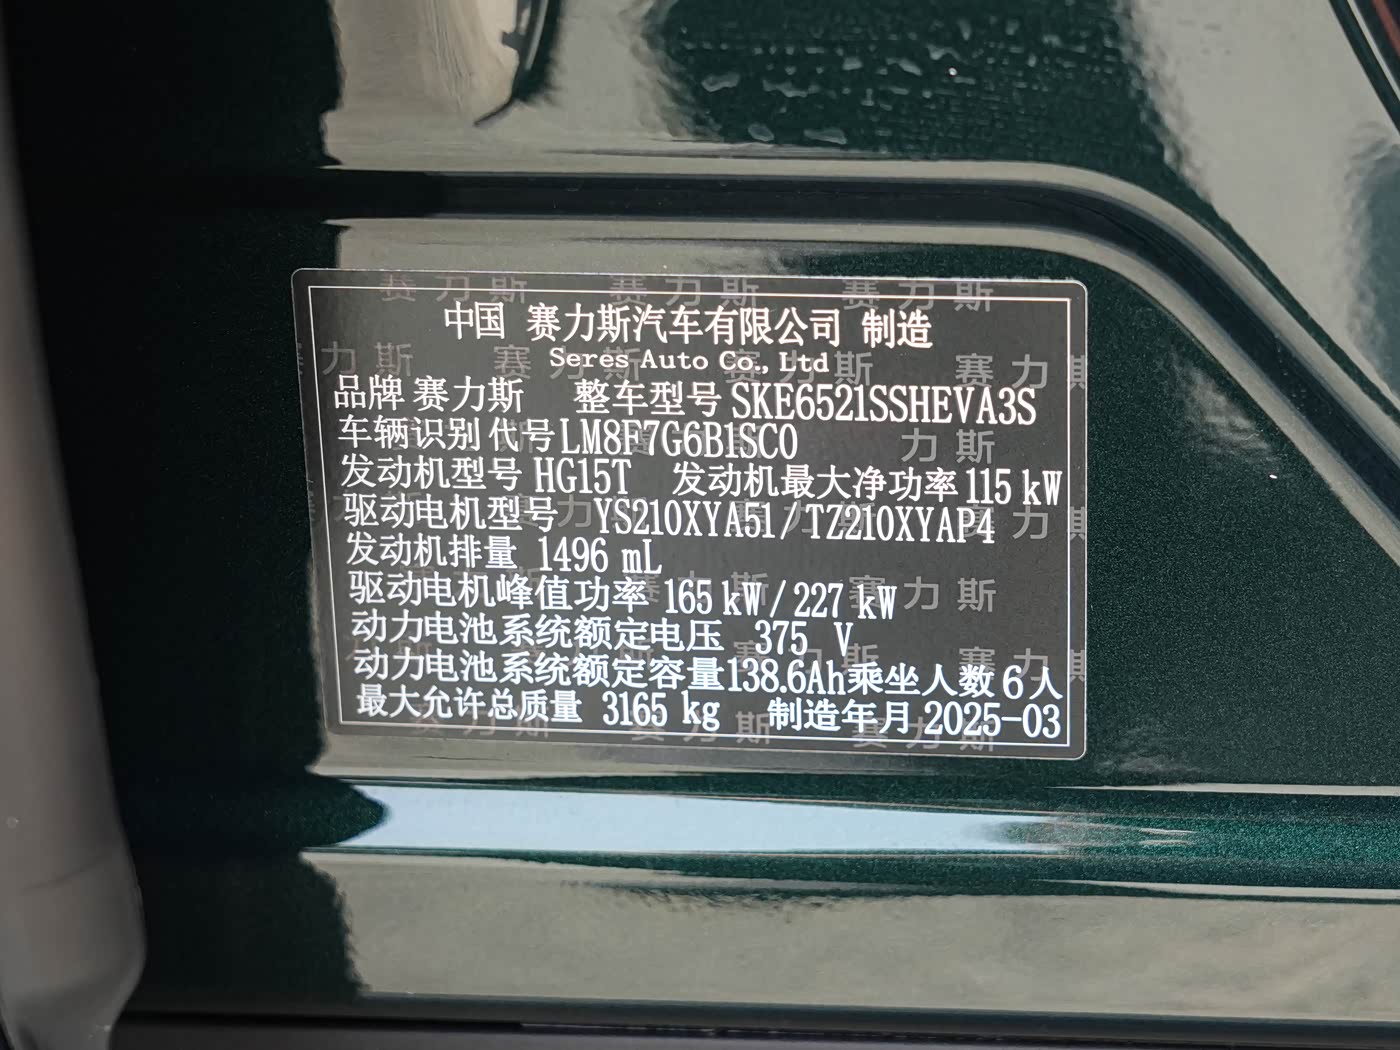 中国 赛力斯汽车有限公司 制造
Seres Auto Co., Ltd
品牌 赛力斯 整车型号 SKE6521SSHEVA3S
车辆识别代号 LM8F7G6B1SC0
发动机型号 HG15T 发动机最大净功率 115 kW
驱动电机型号 YS210XYA51 / TZ210XYAP4
发动机排量 1496 mL
驱动电机峰值功率 165 kW / 227 kW
动力电池系统额定电压 375 V
动力电池系统额定容量 138.6Ah 乘坐人数 6 人
最大允许总质量 3165 kg 制造年月 2025-03